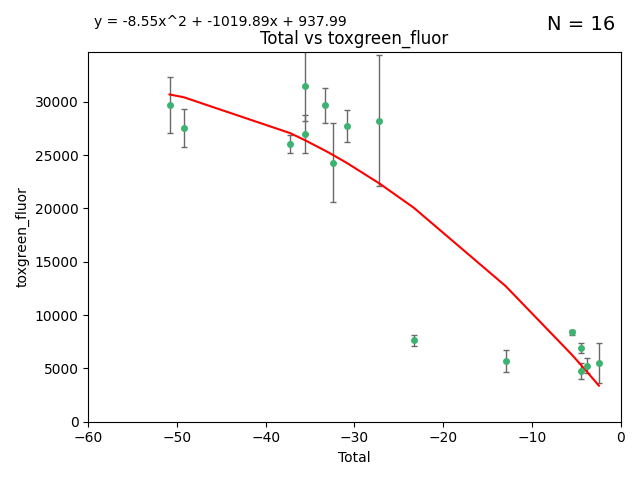 y = -8.55x^2 + -1019.89x + 937.99
N = 16
Total vs toxgreen_fluor
toxgreen_fluor
30000
25000
20000
15000
10000
5000
0
−60
−50
−40
−30
−20
−10
0
Total